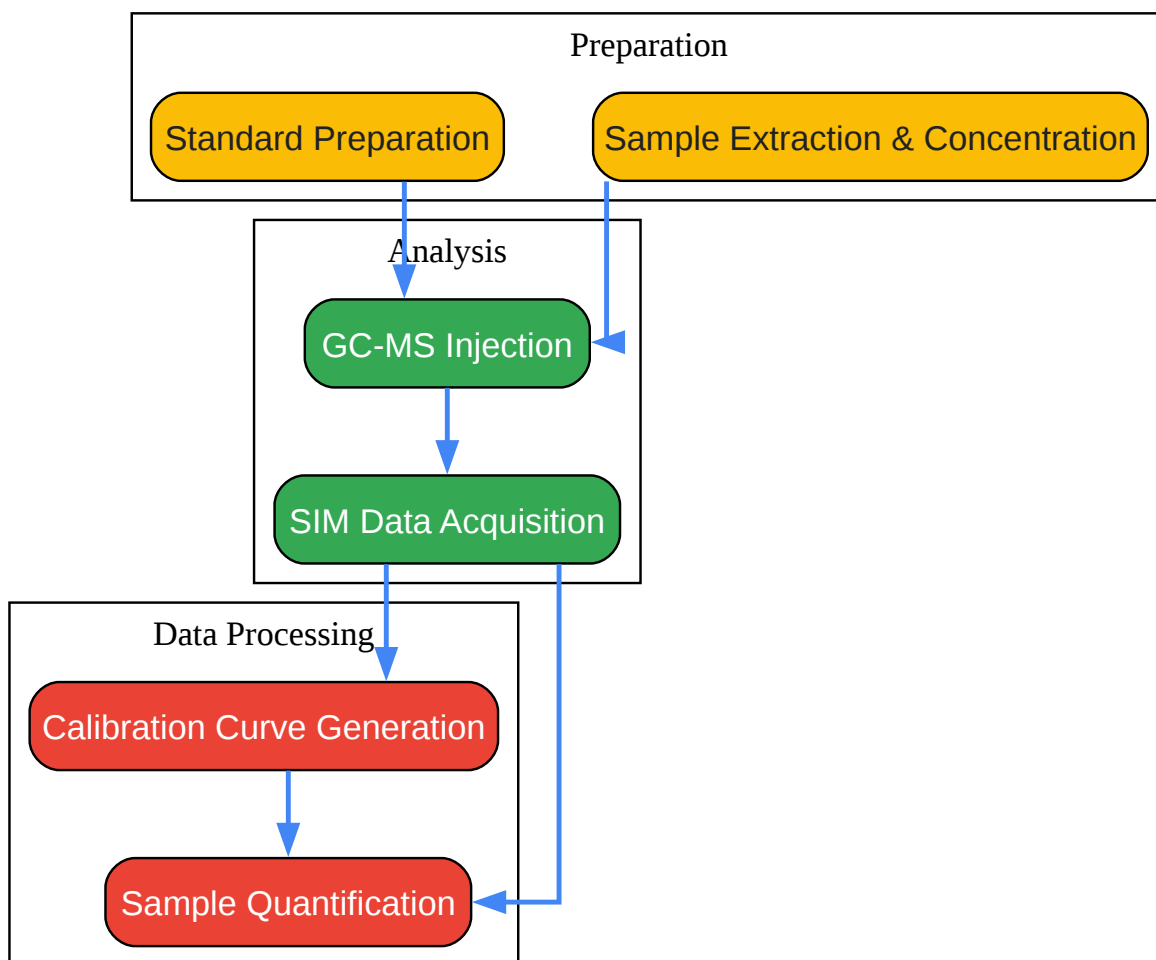 Preparation
Standard Preparation
Sample Extraction & Concentration
Analysis
GC-MS Injection
SIM Data Acquisition
Data Processing
Calibration Curve Generation
Sample Quantification